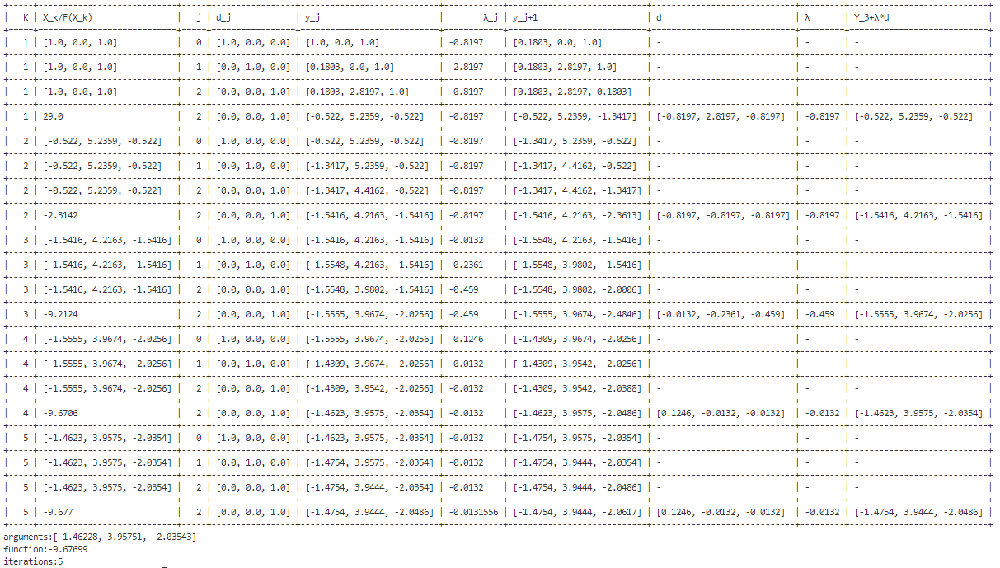 | K | X_k/F(X_k) | j | d_j | y_j | λ_j | y_j+1 | d | λ | Y_3+λ*d |
| 1 | [1.0, 0.0, 1.0] | 0 | [1.0, 0.0, 0.0] | [1.0, 0.0, 1.0] | -0.8197 | [0.1803, 0.0, 1.0] | - | - | - |
| 1 | [1.0, 0.0, 1.0] | 1 | [0.0, 1.0, 0.0] | [0.1803, 0.0, 1.0] | 2.8197 | [0.1803, 2.8197, 1.0] | - | - | - |
| 1 | [1.0, 0.0, 1.0] | 2 | [0.0, 0.0, 1.0] | [0.1803, 2.8197, 1.0] | -0.8197 | [0.1803, 2.8197, 0.1803] | - | - | - |
| 1 | 29.0 | 2 | [0.0, 0.0, 1.0] | [-0.522, 5.2359, -0.522] | -0.8197 | [-0.522, 5.2359, -1.3417] | [-0.8197, 2.8197, -0.8197] | -0.8197 | [-0.522, 5.2359, -0.522] |
| 2 | [-0.522, 5.2359, -0.522] | 0 | [1.0, 0.0, 0.0] | [-0.522, 5.2359, -0.522] | -0.8197 | [-1.3417, 5.2359, -0.522] | - | - | - |
| 2 | [-0.522, 5.2359, -0.522] | 1 | [0.0, 1.0, 0.0] | [-1.3417, 5.2359, -0.522] | -0.8197 | [-1.3417, 4.4162, -0.522] | - | - | - |
| 2 | [-0.522, 5.2359, -0.522] | 2 | [0.0, 0.0, 1.0] | [-1.3417, 4.4162, -0.522] | -0.8197 | [-1.3417, 4.4162, -1.3417] | - | - | - |
| 2 | -2.3142 | 2 | [0.0, 0.0, 1.0] | [-1.5416, 4.2163, -1.5416] | -0.8197 | [-1.5416, 4.2163, -2.3613] | [-0.8197, -0.8197, -0.8197] | -0.8197 | [-1.5416, 4.2163, -1.5416] |
| 3 | [-1.5416, 4.2163, -1.5416] | 0 | [1.0, 0.0, 0.0] | [-1.5416, 4.2163, -1.5416] | -0.0132 | [-1.5548, 4.2163, -1.5416] | - | - | - |
| 3 | [-1.5416, 4.2163, -1.5416] | 1 | [0.0, 1.0, 0.0] | [-1.5548, 4.2163, -1.5416] | -0.2361 | [-1.5548, 3.9802, -1.5416] | - | - | - |
| 3 | [-1.5416, 4.2163, -1.5416] | 2 | [0.0, 0.0, 1.0] | [-1.5548, 3.9802, -1.5416] | -0.459 | [-1.5548, 3.9802, -2.0006] | - | - | - |
| 3 | -9.2124 | 2 | [0.0, 0.0, 1.0] | [-1.5555, 3.9674, -2.0256] | -0.459 | [-1.5555, 3.9674, -2.4846] | [-0.0132, -0.2361, -0.459] | -0.459 | [-1.5555, 3.9674, -2.0256] |
| 4 | [-1.5555, 3.9674, -2.0256] | 0 | [1.0, 0.0, 0.0] | [-1.5555, 3.9674, -2.0256] | 0.1246 | [-1.4309, 3.9674, -2.0256] | - | - | - |
| 4 | [-1.5555, 3.9674, -2.0256] | 1 | [0.0, 1.0, 0.0] | [-1.4309, 3.9674, -2.0256] | -0.0132 | [-1.4309, 3.9542, -2.0256] | - | - | - |
| 4 | [-1.5555, 3.9674, -2.0256] | 2 | [0.0, 0.0, 1.0] | [-1.4309, 3.9542, -2.0256] | -0.0132 | [-1.4309, 3.9542, -2.0388] | - | - | - |
| 4 | -9.6706 | 2 | [0.0, 0.0, 1.0] | [-1.4623, 3.9575, -2.0354] | -0.0132 | [-1.4623, 3.9575, -2.0486] | [0.1246, -0.0132, -0.0132] | -0.0132 | [-1.4623, 3.9575, -2.0354] |
| 5 | [-1.4623, 3.9575, -2.0354] | 0 | [1.0, 0.0, 0.0] | [-1.4623, 3.9575, -2.0354] | -0.0132 | [-1.4754, 3.9575, -2.0354] | - | - | - |
| 5 | [-1.4623, 3.9575, -2.0354] | 1 | [0.0, 1.0, 0.0] | [-1.4754, 3.9575, -2.0354] | -0.0132 | [-1.4754, 3.9444, -2.0354] | - | - | - |
| 5 | [-1.4623, 3.9575, -2.0354] | 2 | [0.0, 0.0, 1.0] | [-1.4754, 3.9444, -2.0354] | -0.0132 | [-1.4754, 3.9444, -2.0486] | - | - | - |
| 5 | -9.677 | 2 | [0.0, 0.0, 1.0] | [-1.4754, 3.9444, -2.0486] | -0.0131556 | [-1.4754, 3.9444, -2.0617] | [0.1246, -0.0132, -0.0132] | -0.0132 | [-1.4754, 3.9444, -2.0486] |
arguments:[-1.46228, 3.95751, -2.03543]
function:-9.67699
iterations:5